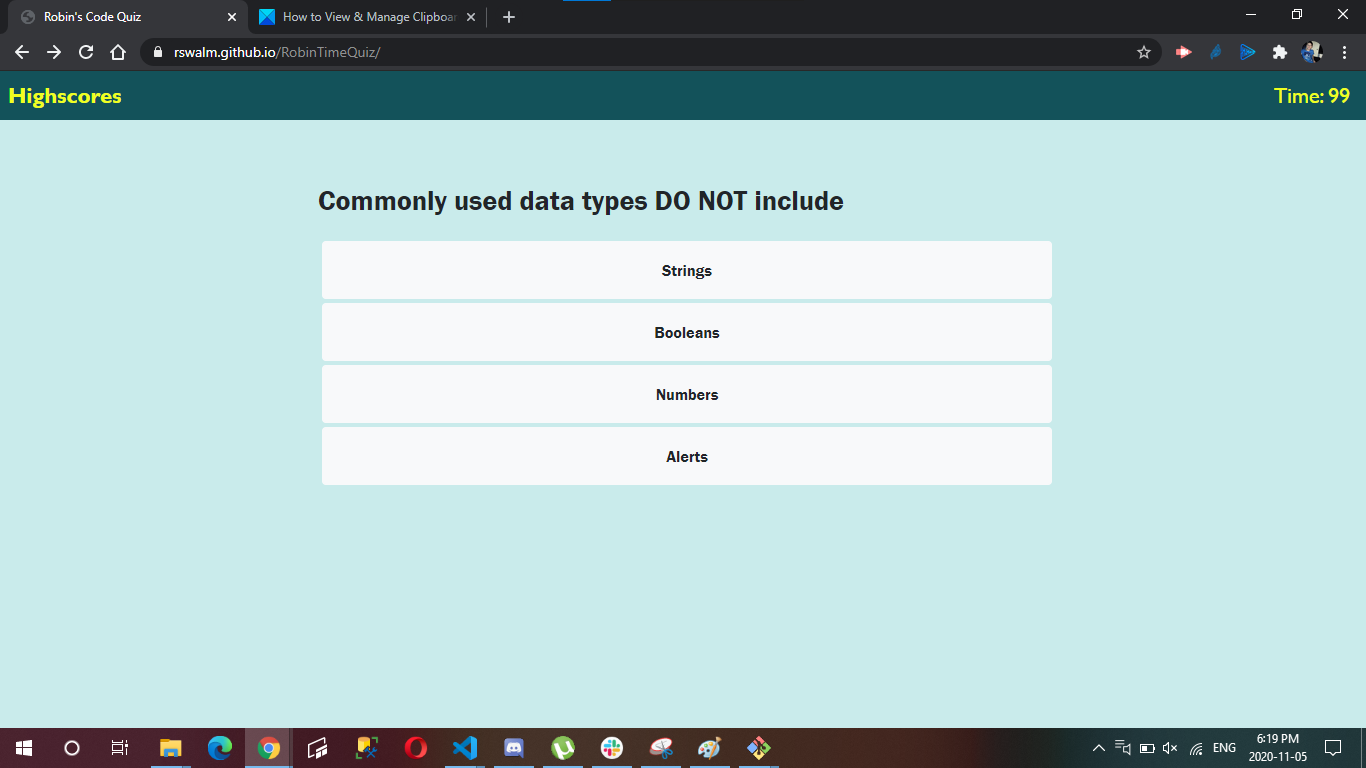 Robin's Code Quiz
How to View & Manage Clipboar
rswalm.github.io/RobinTimeQuiz/
Highscores
Time: 99
Commonly used data types DO NOT include
Strings
Booleans
Numbers
Alerts
ENG
6:19 PM
2020-11-05